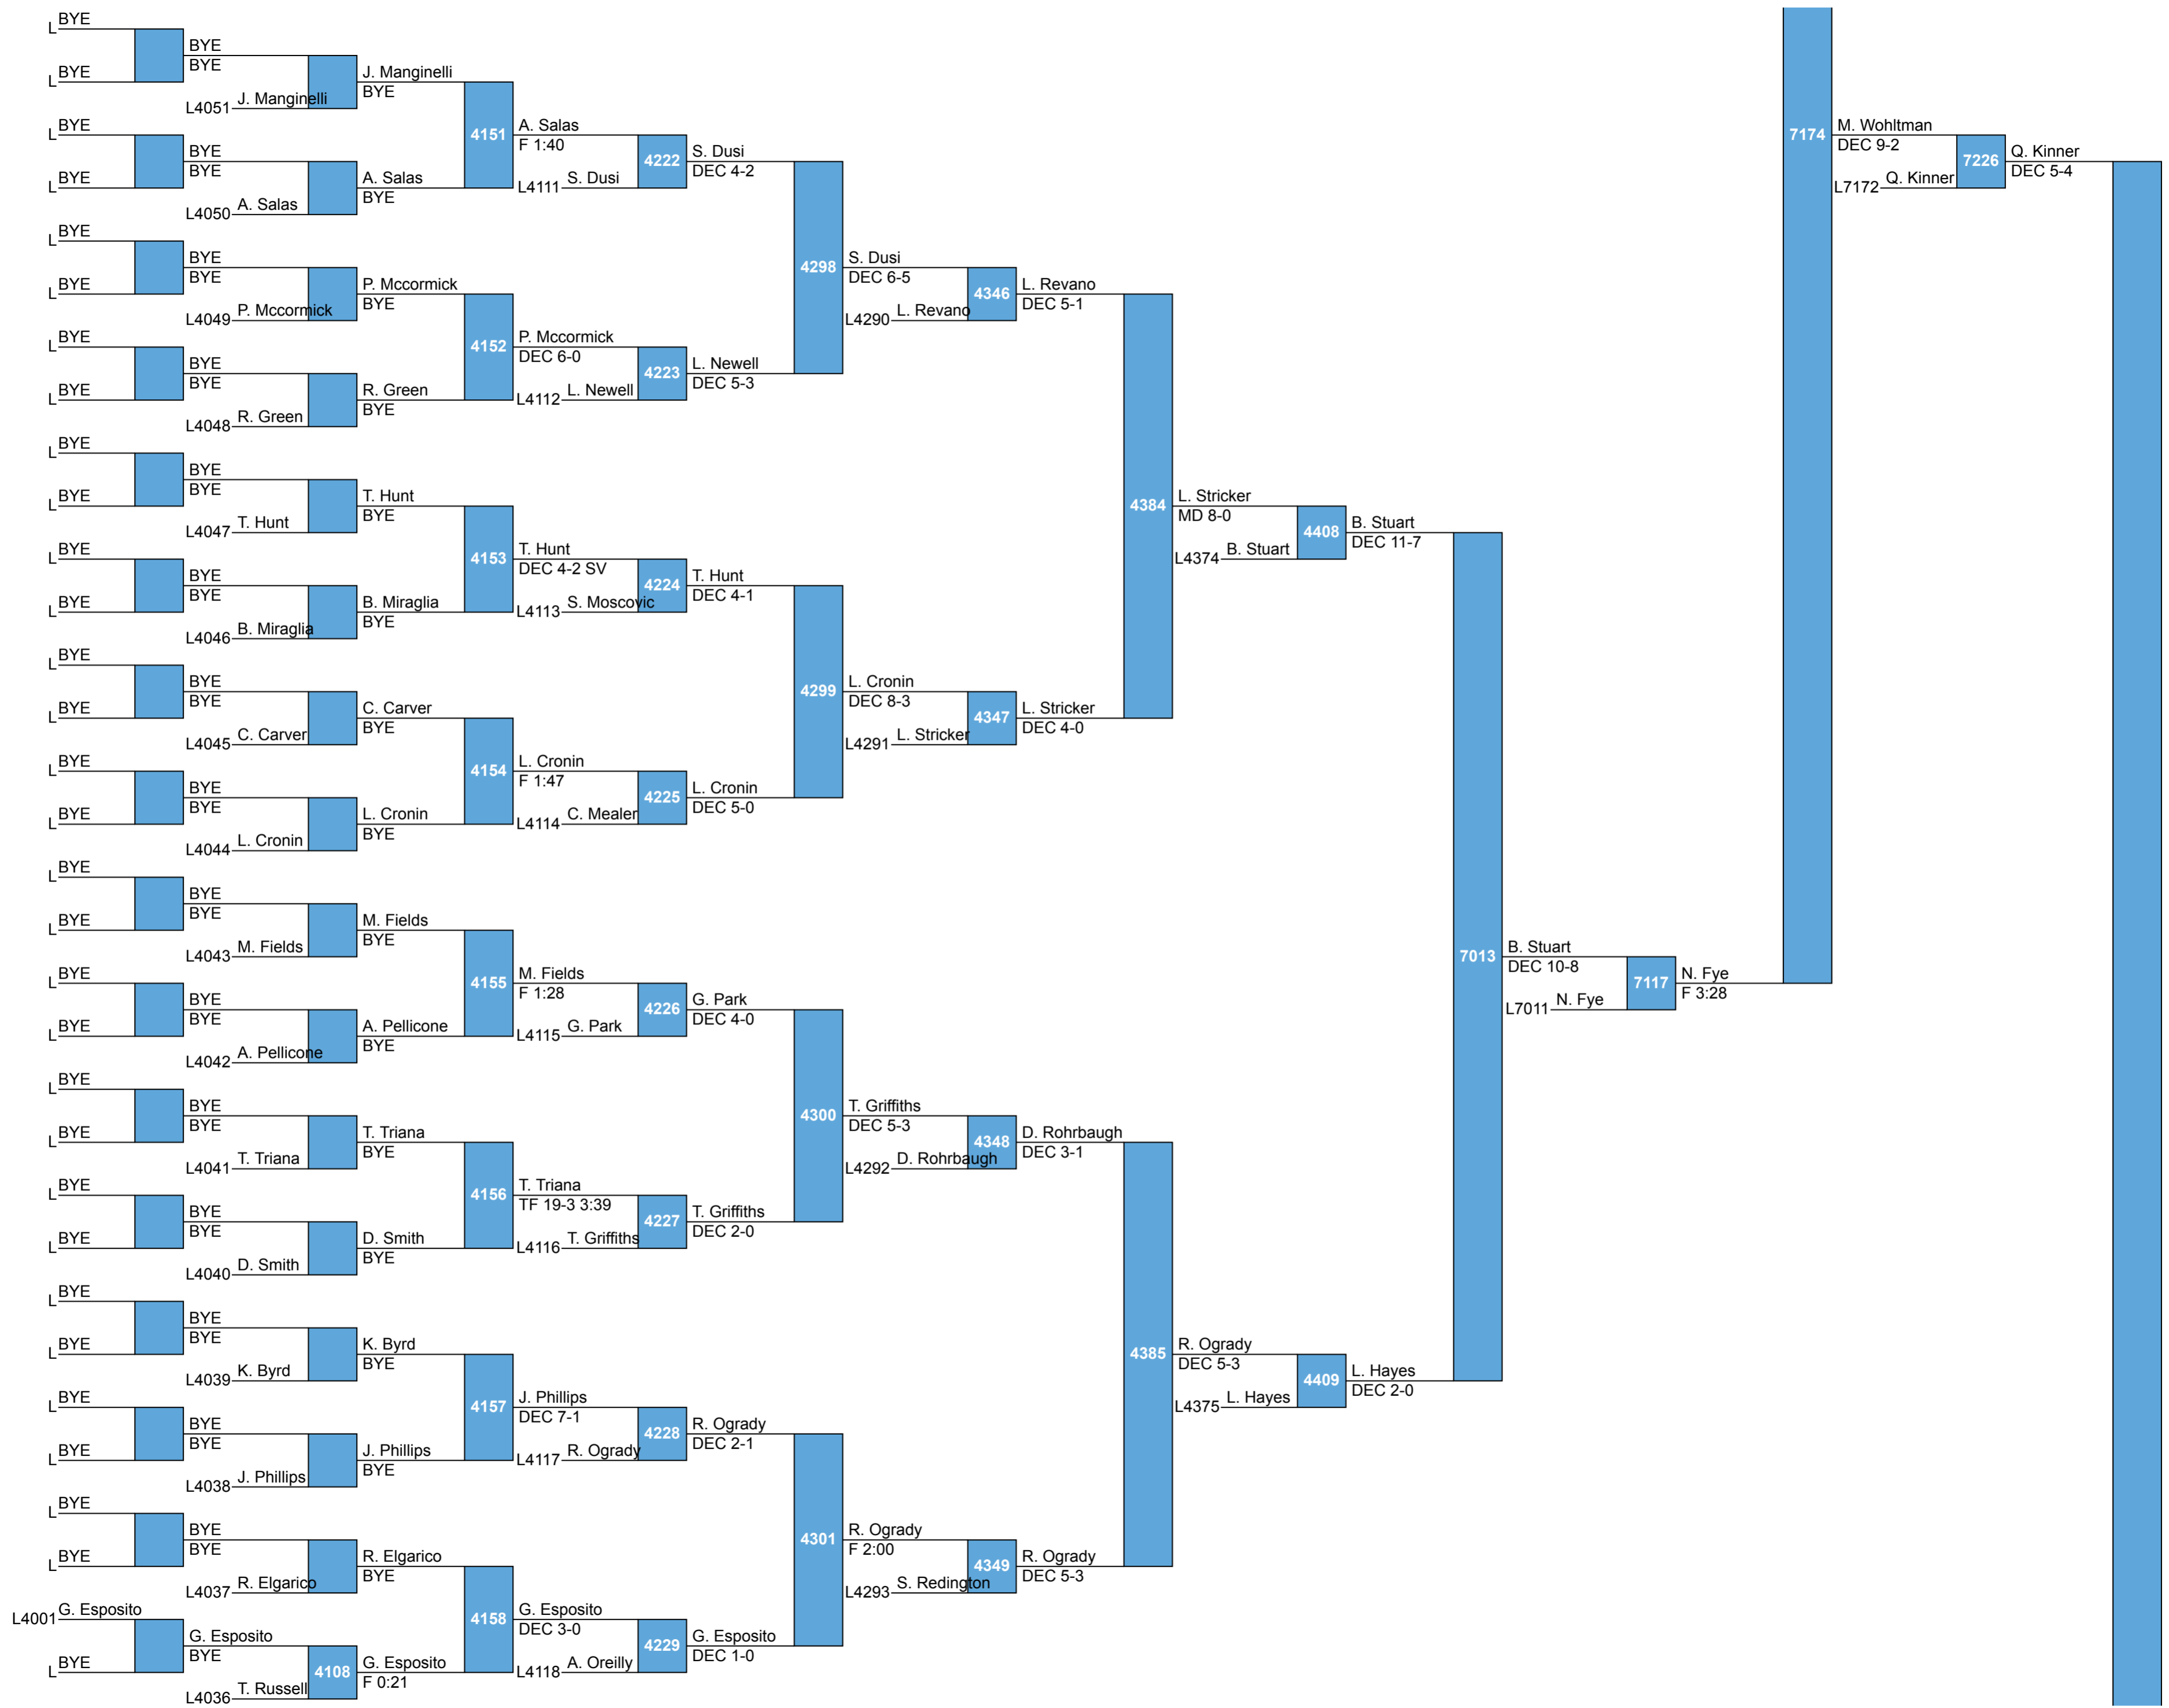 BYE
L
BYE
BYE
BYE
L
J. Manginelli
L4051
J. Manginelli
BYE
BYE
L
BYE
BYE
BYE
L
A. Salas
L4050
A. Salas
BYE
4151
A. Salas
F 1:40
L4111
S. Dusi
4222
S. Dusi
DEC 4-2
BYE
L
BYE
BYE
BYE
L
P. Mccormick
L4049
P. Mccormick
BYE
BYE
L
BYE
BYE
BYE
L
R. Green
L4048
R. Green
BYE
4152
P. Mccormick
DEC 6-0
L4112
L. Newell
4223
L. Newell
DEC 5-3
4298
S. Dusi
DEC 6-5
L4290
L. Revano
4346
L. Revano
DEC 5-1
BYE
L
BYE
BYE
BYE
L
T. Hunt
L4047
T. Hunt
BYE
BYE
L
BYE
BYE
BYE
L
B. Miraglia
L4046
B. Miraglia
BYE
4153
T. Hunt
DEC 4-2 SV
L4113
S. Moscovic
4224
T. Hunt
DEC 4-1
BYE
L
BYE
BYE
BYE
L
C. Carver
L4045
C. Carver
BYE
BYE
L
BYE
BYE
BYE
L
L. Cronin
L4044
L. Cronin
BYE
4154
L. Cronin
F 1:47
L4114
C. Mealer
4225
L. Cronin
DEC 5-0
4299
L. Cronin
DEC 8-3
L4291
L. Stricker
4347
L. Stricker
DEC 4-0
4384
L. Stricker
MD 8-0
L4374
B. Stuart
4408
B. Stuart
DEC 11-7
BYE
L
BYE
BYE
BYE
L
M. Fields
L4043
M. Fields
BYE
BYE
L
BYE
BYE
BYE
L
A. Pellicone
L4042
A. Pellicone
BYE
4155
M. Fields
F 1:28
L4115
G. Park
4226
G. Park
DEC 4-0
BYE
L
BYE
BYE
BYE
L
T. Triana
L4041
T. Triana
BYE
BYE
L
BYE
BYE
BYE
L
D. Smith
L4040
D. Smith
BYE
4156
T. Triana
TF 19-3 3:39
L4116
T. Griffiths
4227
T. Griffiths
DEC 2-0
4300
T. Griffiths
DEC 5-3
L4292
D. Rohrbaugh
4348
D. Rohrbaugh
DEC 3-1
BYE
L
BYE
BYE
BYE
L
K. Byrd
L4039
K. Byrd
BYE
BYE
L
BYE
BYE
BYE
L
J. Phillips
L4038
J. Phillips
BYE
4157
J. Phillips
DEC 7-1
L4117
R. Ogrady
4228
R. Ogrady
DEC 2-1
BYE
L
BYE
BYE
BYE
L
R. Elgarico
L4037
R. Elgarico
BYE
G. Esposito
L4001
G. Esposito
BYE
BYE
L
T. Russell
L4036
4108
G. Esposito
F 0:21
4158
G. Esposito
DEC 3-0
L4118
A. Oreilly
4229
G. Esposito
DEC 1-0
4301
R. Ogrady
F 2:00
L4293
S. Redington
4349
R. Ogrady
DEC 5-3
4385
R. Ogrady
DEC 5-3
L4375
L. Hayes
4409
L. Hayes
DEC 2-0
7013
B. Stuart
DEC 10-8
L7011
N. Fye
7117
N. Fye
F 3:28
7174
M. Wohltman
DEC 9-2
L7172
Q. Kinner
7226
Q. Kinner
DEC 5-4